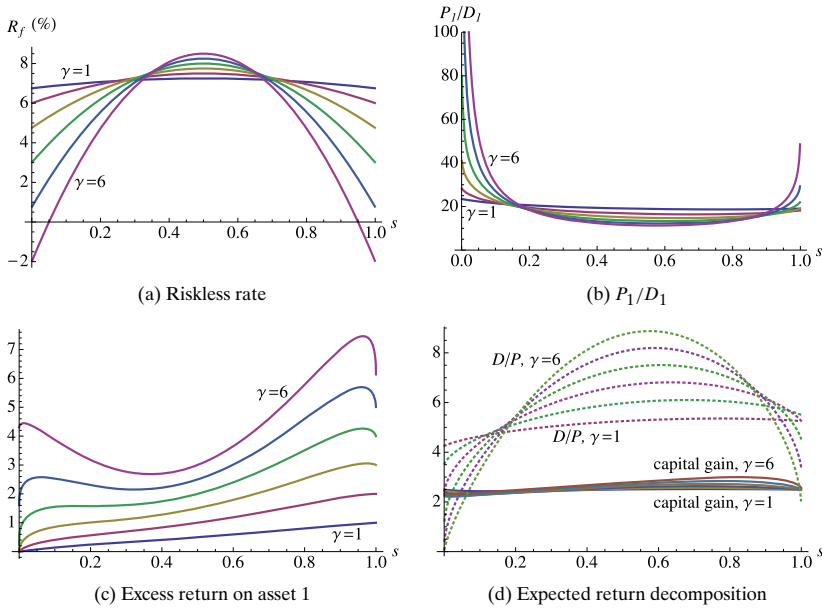 R_f (%)
8
6
4
2
−2
γ=1
γ=6
0.2 0.4 0.6 0.8 1.0 s
(a) Riskless rate
P_1/D_1
100
80
60
40
20
γ=6
γ=1
0.0 0.2 0.4 0.6 0.8 1.0 s
(b) P_1/D_1
7
6
5
4
3
2
1
γ=6
γ=1
0.2 0.4 0.6 0.8 1.0 s
(c) Excess return on asset 1
8
6
4
2
D/P, γ=6
D/P, γ=1
capital gain, γ=6
capital gain, γ=1
0.2 0.4 0.6 0.8 1.0 s
(d) Expected return decomposition